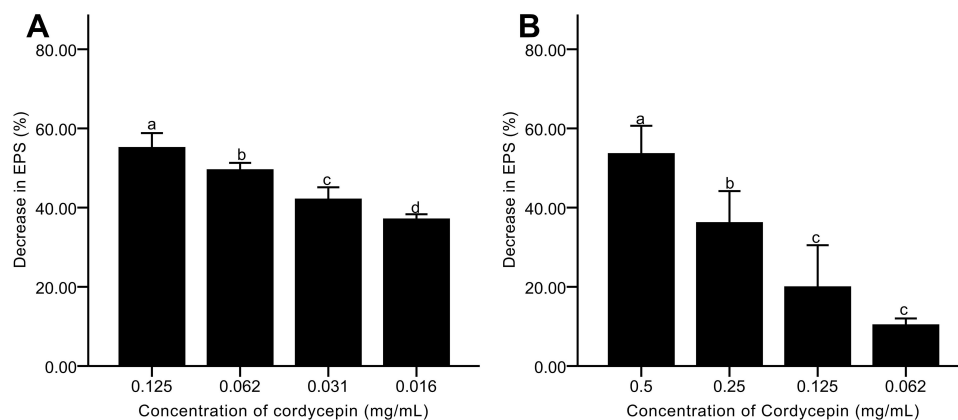 A
Decrease in EPS (%)
80.00
60.00
40.00
20.00
0.00
a
b
c
d
0.125 0.062 0.031 0.016
Concentration of cordycepin (mg/mL)
B
Decrease in EPS (%)
80.00
60.00
40.00
20.00
0.00
a
b
c
c
0.5 0.25 0.125 0.062
Concentration of Cordycepin (mg/mL)